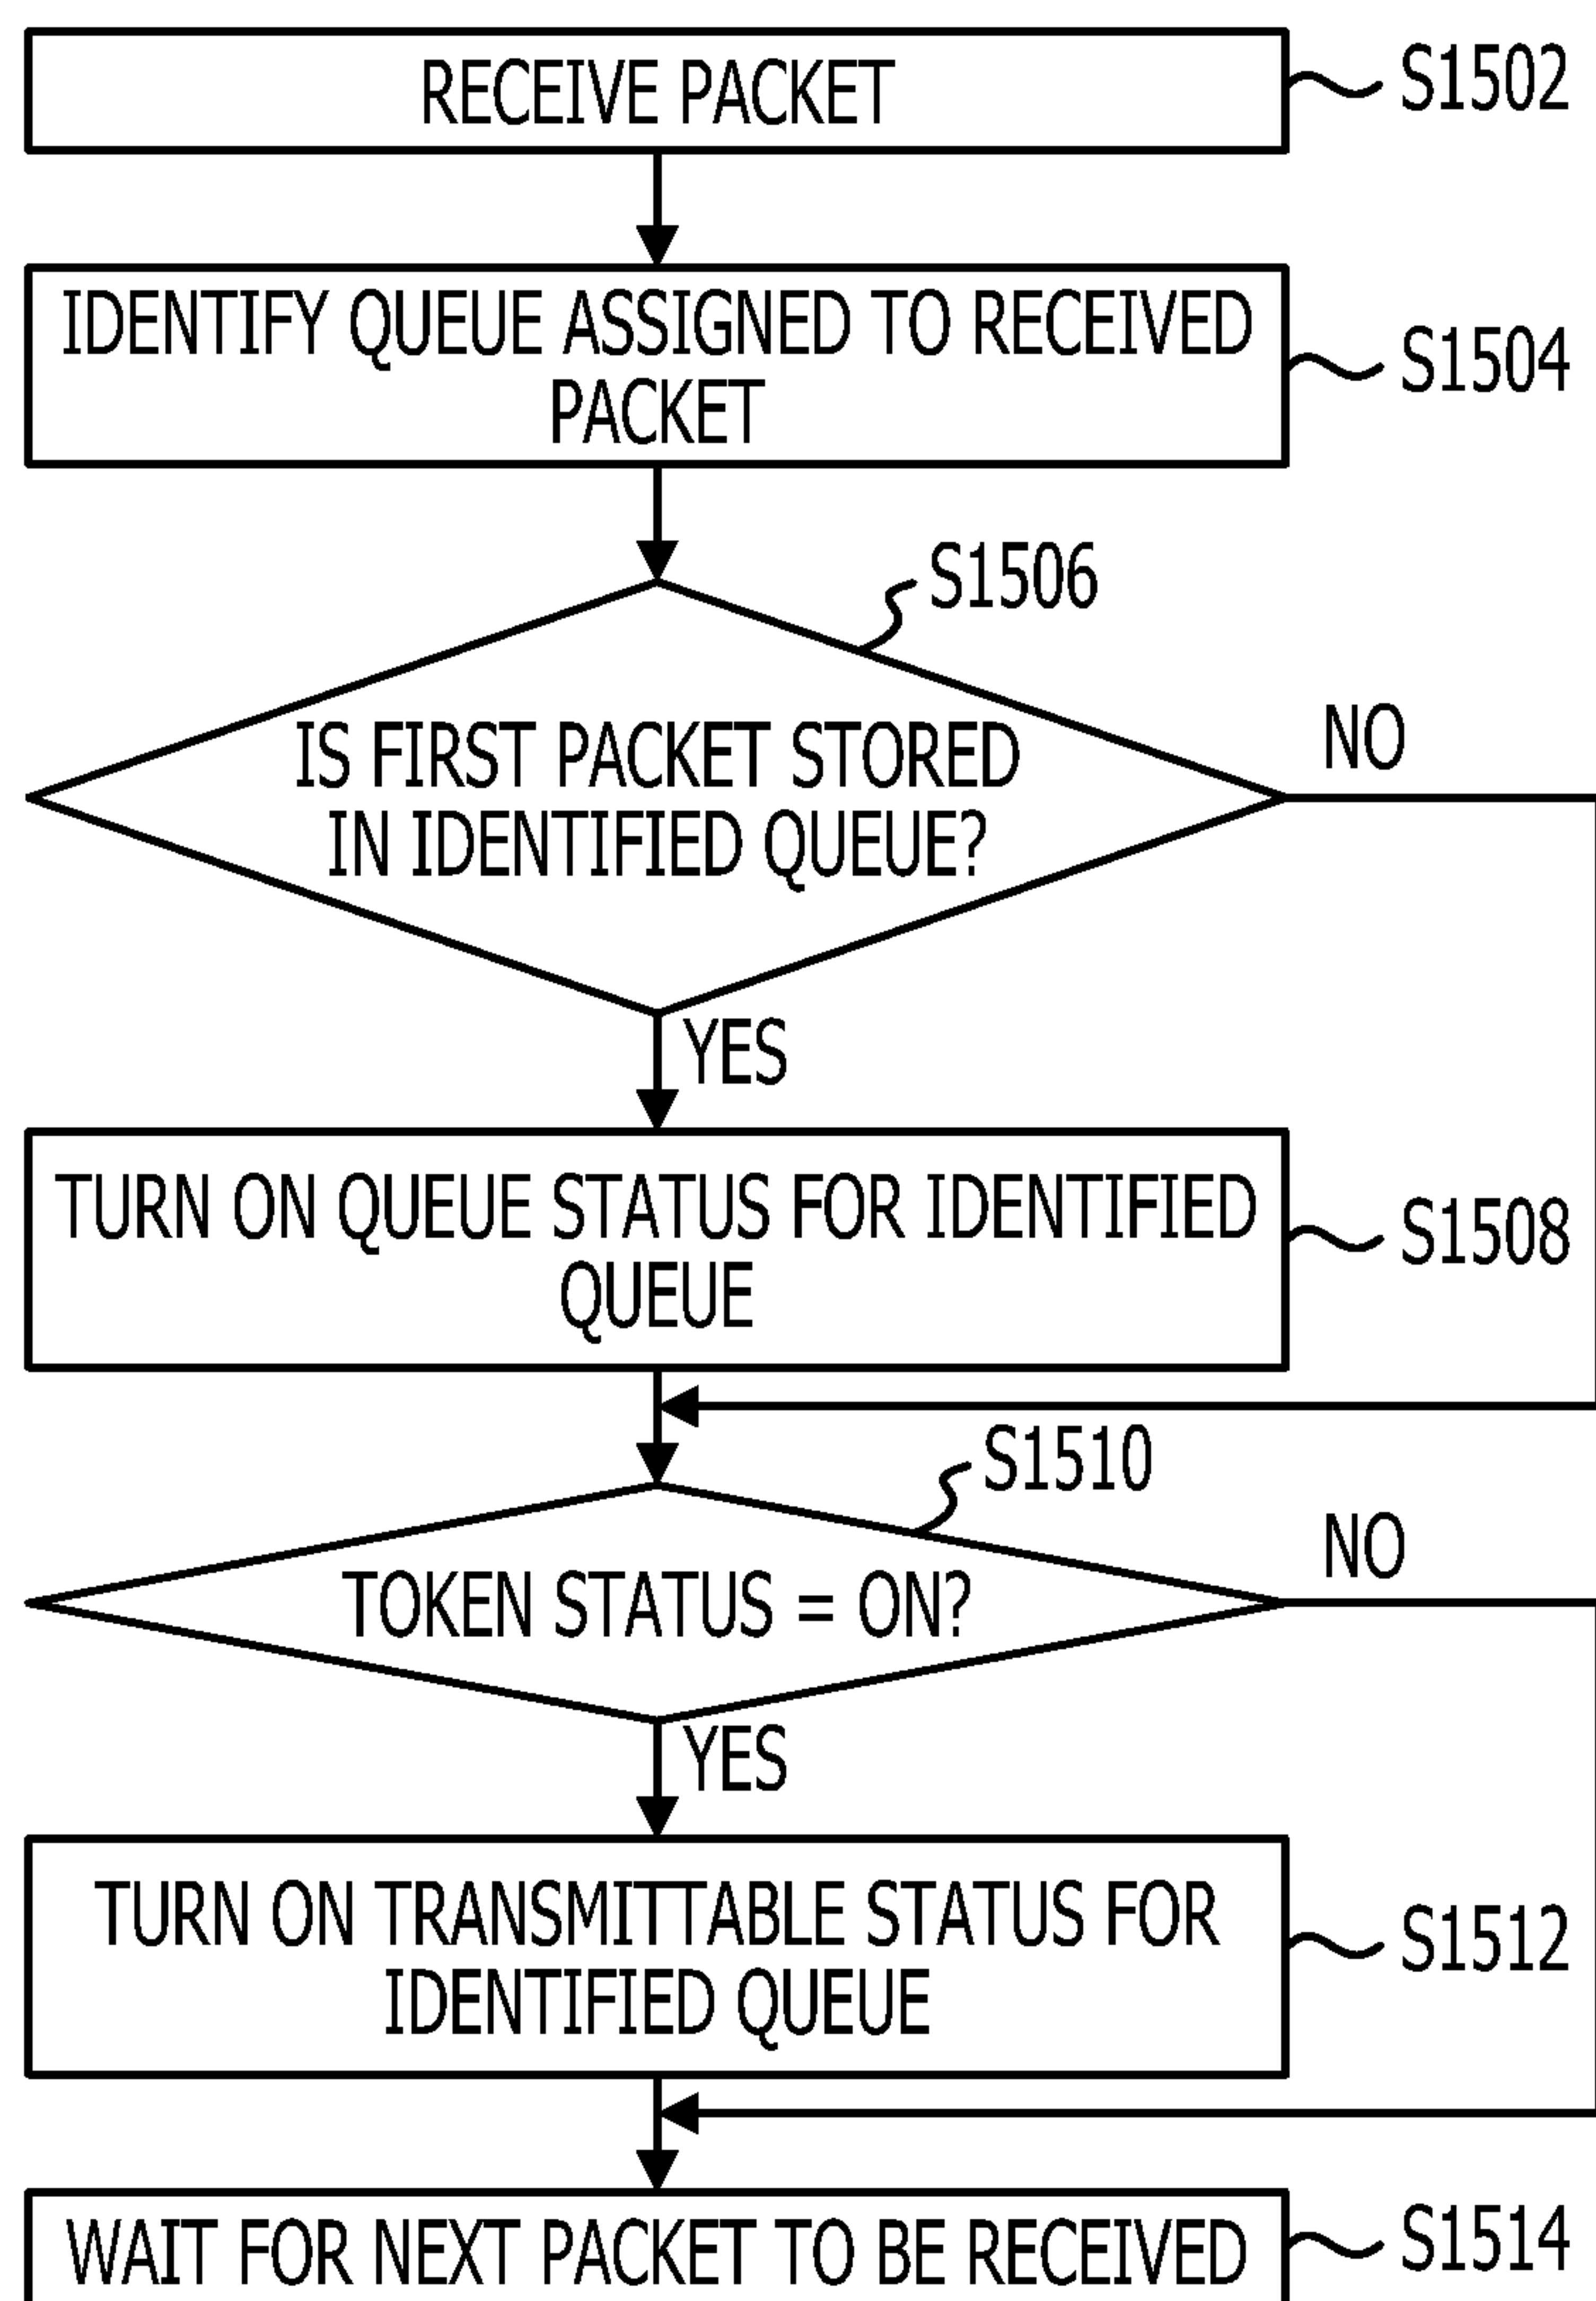 RECEIVE PACKET
S1502
IDENTIFY QUEUE ASSIGNED TO RECEIVED
PACKET
S1504
S1506
IS FIRST PACKET STORED
IN IDENTIFIED QUEUE?
NO
YES
TURN ON QUEUE STATUS FOR IDENTIFIED
QUEUE
S1508
S1510
TOKEN STATUS = ON?
NO
YES
TURN ON TRANSMITTABLE STATUS FOR
IDENTIFIED QUEUE
S1512
WAIT FOR NEXT PACKET TO BE RECEIVED
S1514